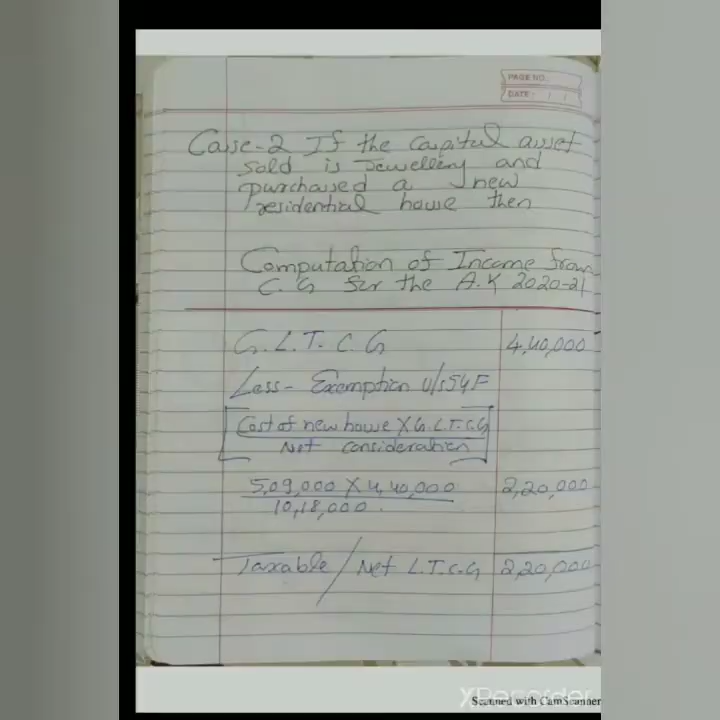 PAGE NO.:
DATE: / /
Case-2 If the capital asset
sold is Jewellery and
purchased a new
residential house then
Computation of Income from
C.G for the A.Y 2020-21
G.L.T.C.G 4,40,000
Less- Exemption u/s 54F
Cost of new house X G.L.T.C.G
Net consideration
5,09,000 X 4,40,000 2,20,000
10,18,000.
Taxable / Net L.T.C.G 2,20,000
Scanned with CamScanner